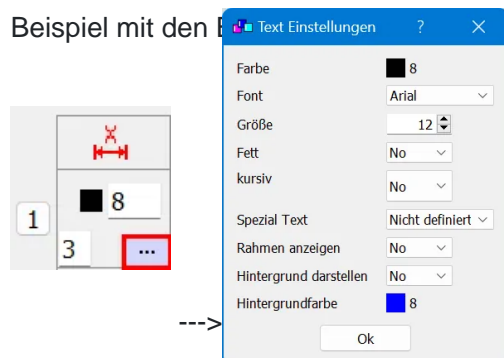 Beispiel mit den
Text Einstellungen ? ×
Farbe 8
Font Arial
Größe 12
Fett No
kursiv No
Spezial Text Nicht definiert
Rahmen anzeigen No
Hintergrund darstellen No
Hintergrundfarbe 8
Ok
X
8
1
3 ...
--->